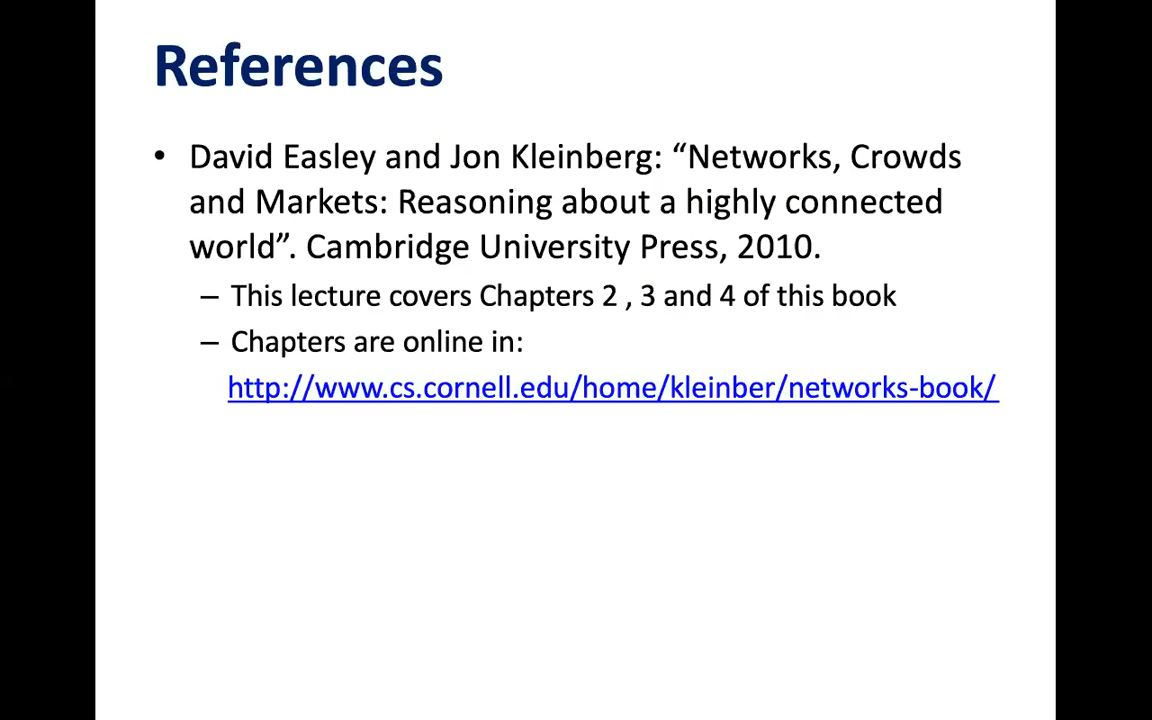 References
• David Easley and Jon Kleinberg: “Networks, Crowds
and Markets: Reasoning about a highly connected
world”. Cambridge University Press, 2010.
– This lecture covers Chapters 2 , 3 and 4 of this book
– Chapters are online in:
http://www.cs.cornell.edu/home/kleinber/networks-book/